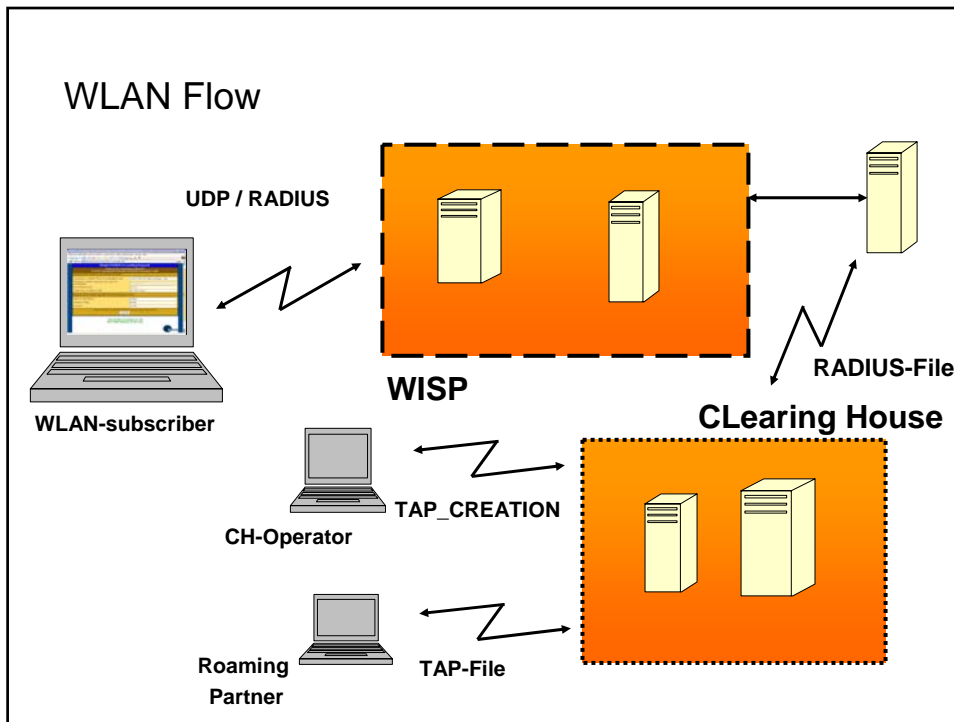 WLAN Flow
UDP / RADIUS
WISP
RADIUS-File
WLAN-subscriber
CLearing House
TAP_CREATION
CH-Operator
Roaming
Partner
TAP-File